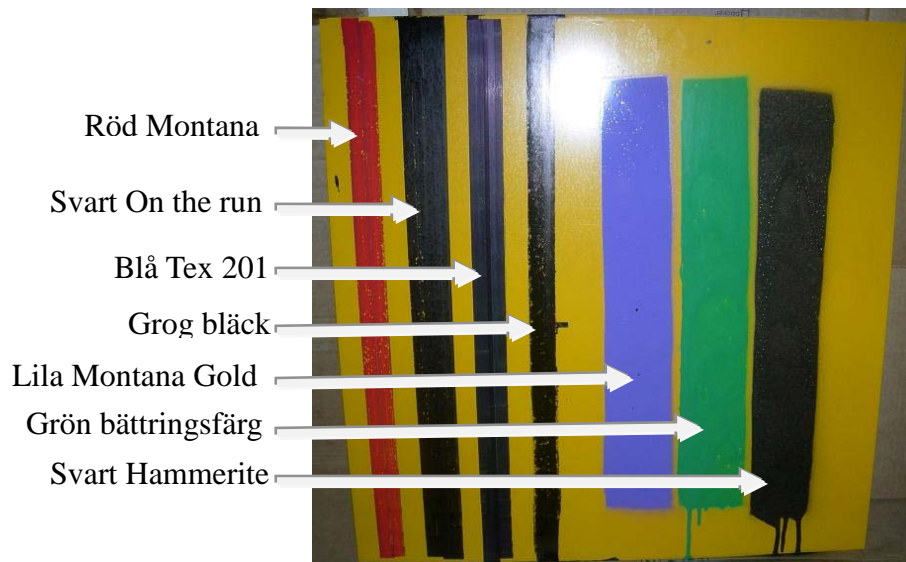 Röd Montana
Svart On the run
Blå Tex 201
Grog bläck
Lila Montana Gold
Grön bättringsfärg
Svart Hammerite